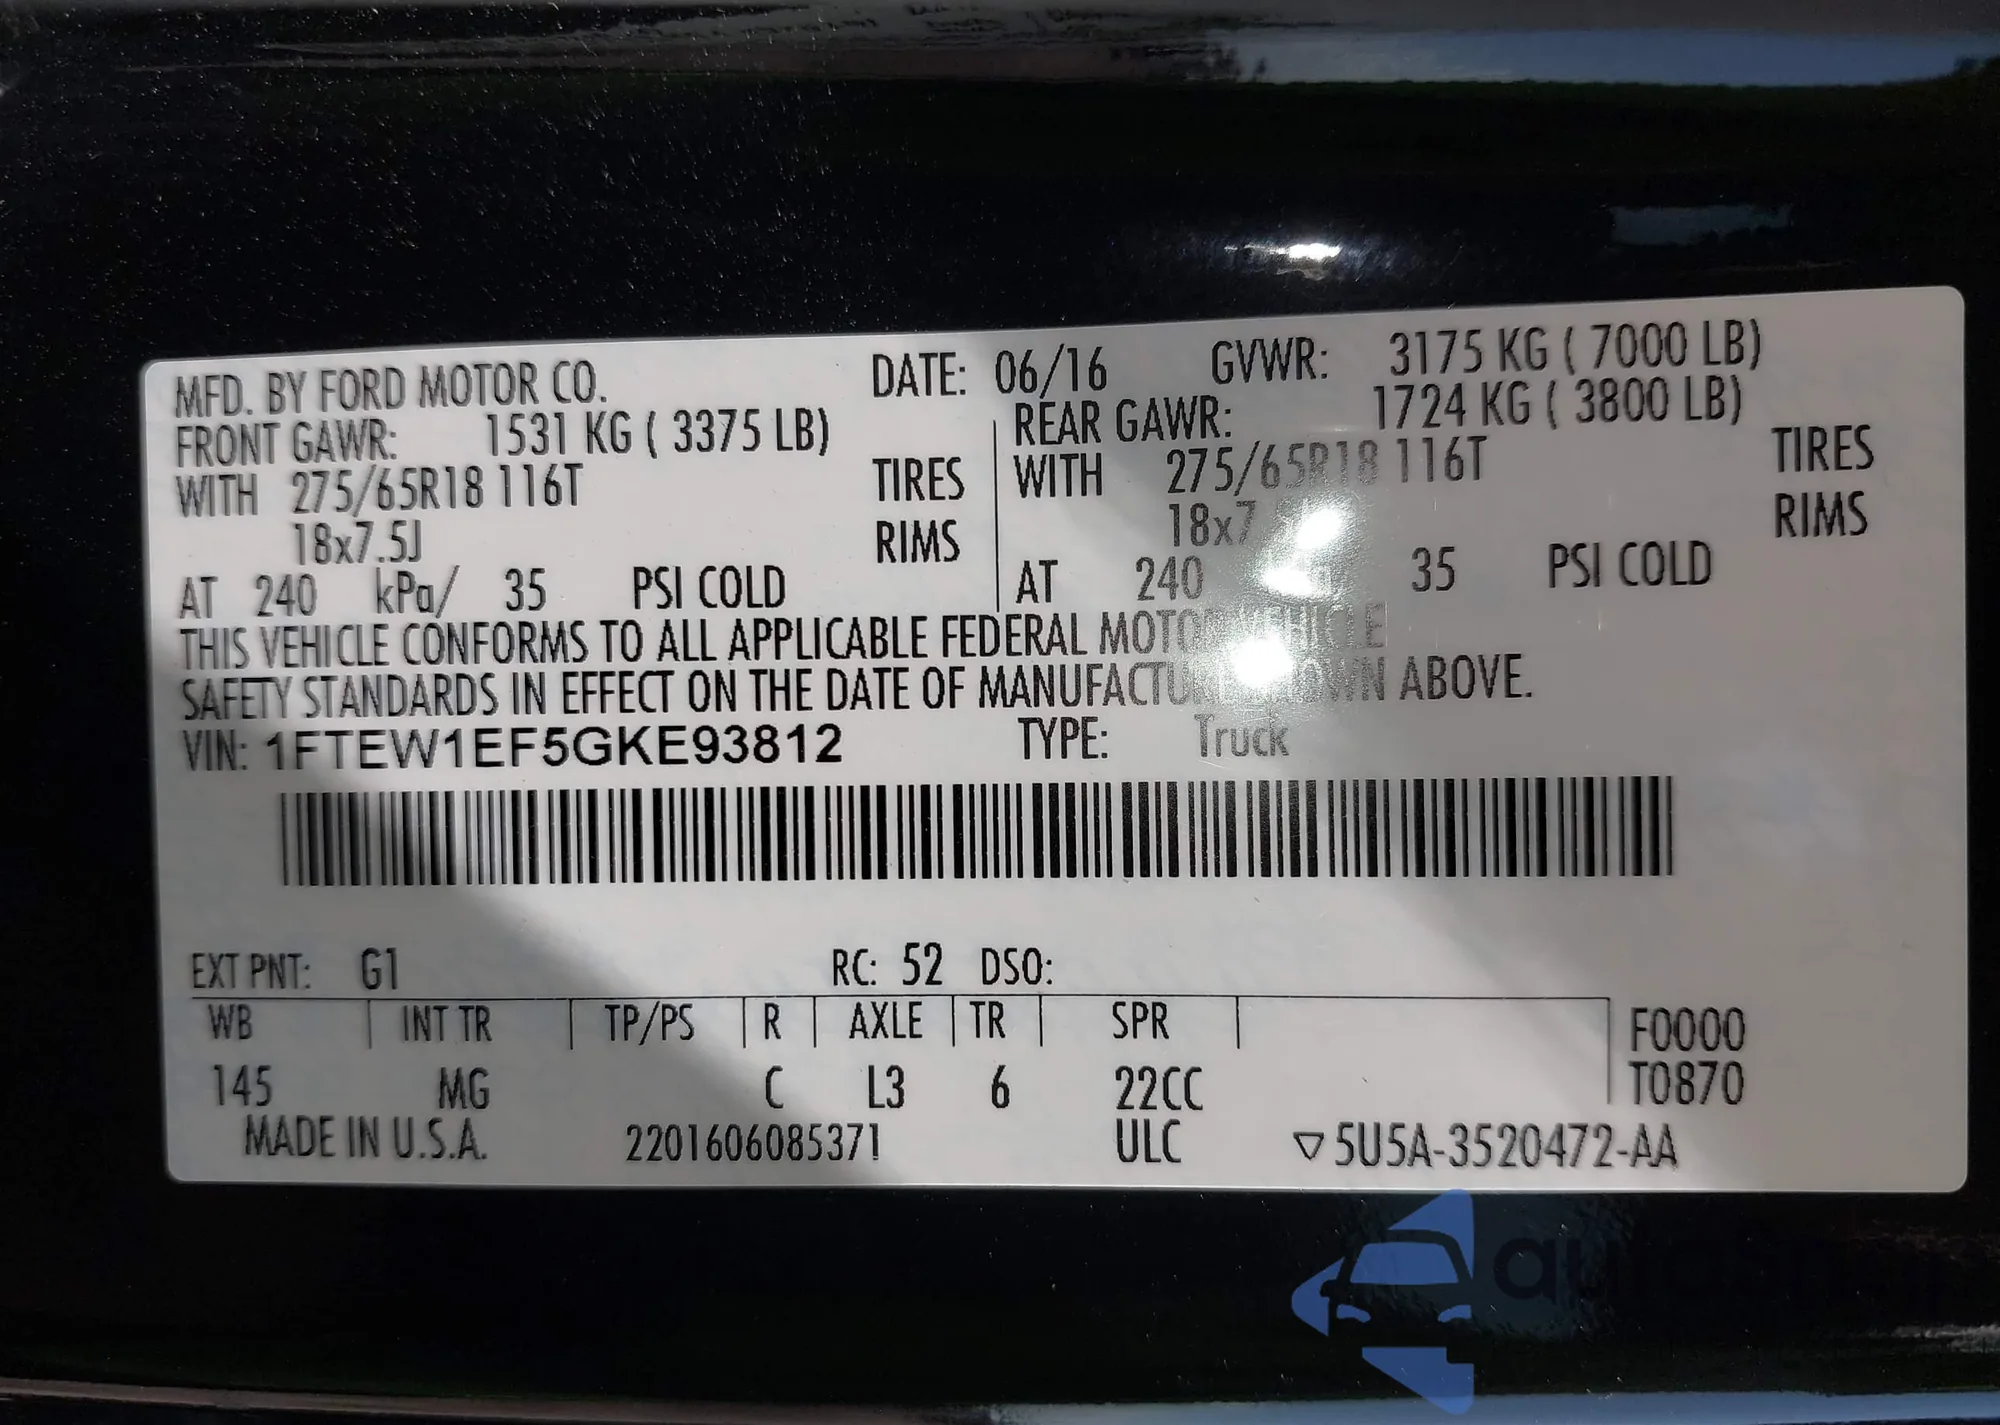 MFD. BY FORD MOTOR CO. DATE: 06/16 GVWR: 3175 KG ( 7000 LB)
FRONT GAWR: 1531 KG ( 3375 LB) REAR GAWR: 1724 KG ( 3800 LB)
WITH 275/65R18 116T TIRES WITH 275/65R18 116T TIRES
18x7.5J RIMS 18x7 RIMS
AT 240 kPa/ 35 PSI COLD AT 240 35 PSI COLD
THIS VEHICLE CONFORMS TO ALL APPLICABLE FEDERAL MOTOR VEHICLE
SAFETY STANDARDS IN EFFECT ON THE DATE OF MANUFACTURE SHOWN ABOVE.
VIN: 1FTEW1EF5GKE93812 TYPE: Truck
EXT PNT: G1 RC: 52 DSO:
WB INT TR TP/PS R AXLE TR SPR F0000
145 MG C L3 6 22CC T0870
MADE IN U.S.A. 2201606085371 ULC ▽5U5A-3520472-AA